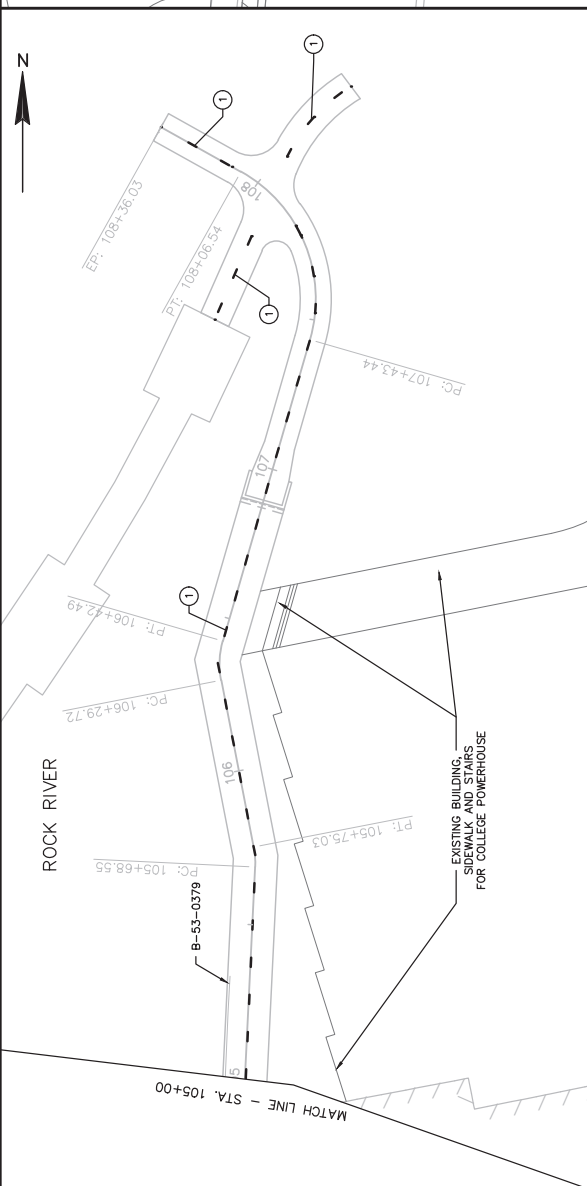 N
1
1
EP: 108+36.03
PT: 108+06.54
108
1
PC: 107+43.44
107
PT: 106+42.49
1
PC: 106+29.72
ROCK RIVER
106
PT: 105+75.03
PC: 105+68.55
B-53-0379
EXISTING BUILDING,
SIDEWALK AND STAIRS
FOR COLLEGE POWERHOUSE
5
MATCH LINE - STA. 105+00